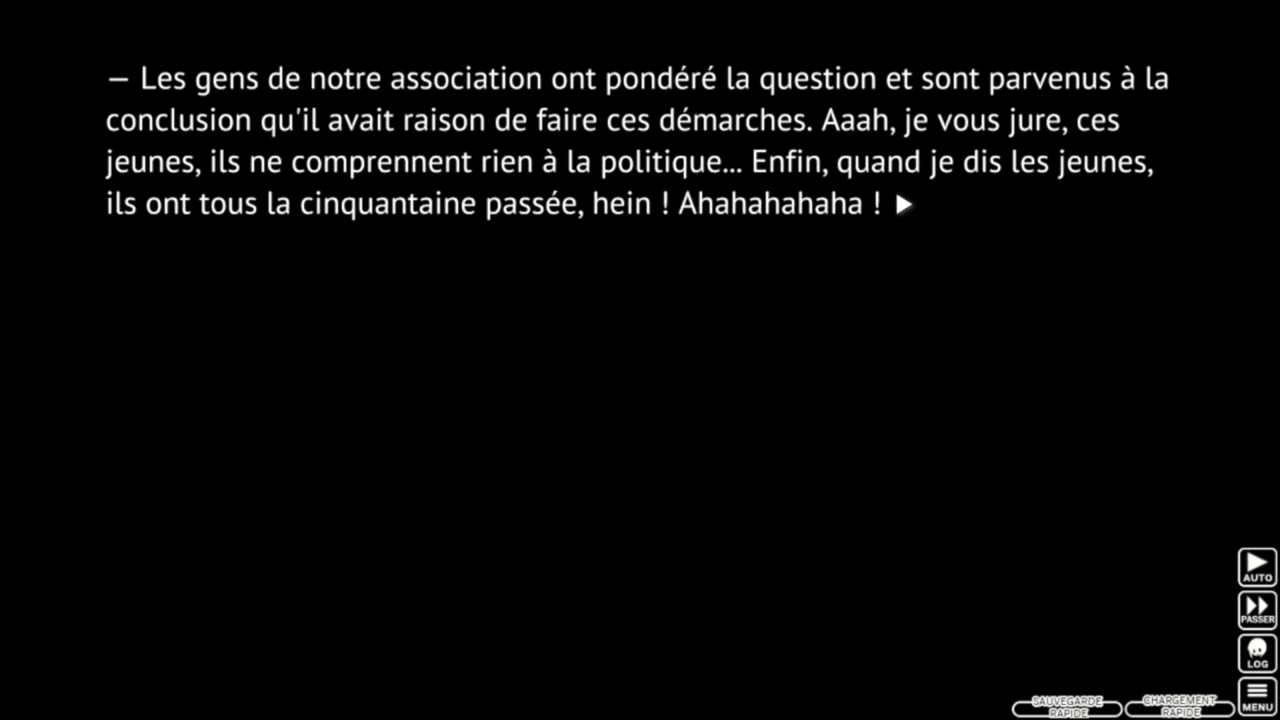 — Les gens de notre association ont pondéré la question et sont parvenus à la
conclusion qu'il avait raison de faire ces démarches. Aaah, je vous jure, ces
jeunes, ils ne comprennent rien à la politique... Enfin, quand je dis les jeunes,
ils ont tous la cinquantaine passée, hein ! Ahahahahaha !
AUTO
PASSER
LOG
MENU
SAUVEGARDE
RAPIDE
CHARGEMENT
RAPIDE